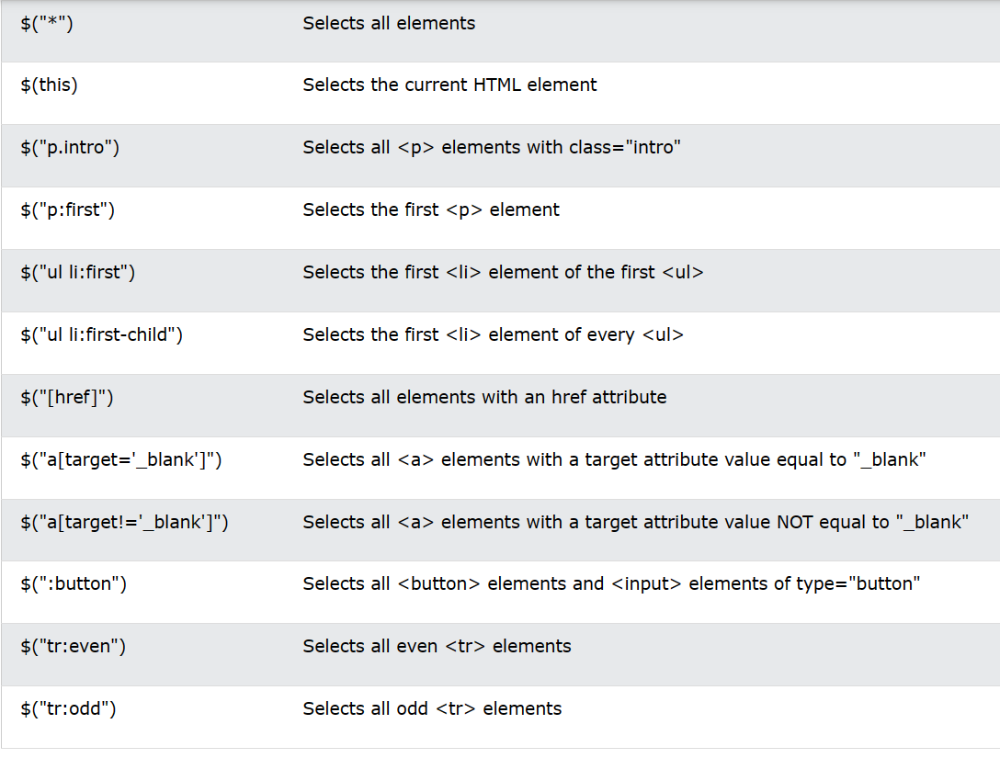 $("*") Selects all elements
$(this) Selects the current HTML element
$("p.intro") Selects all <p> elements with class="intro"
$("p:first") Selects the first <p> element
$("ul li:first") Selects the first <li> element of the first <ul>
$("ul li:first-child") Selects the first <li> element of every <ul>
$("[href]") Selects all elements with an href attribute
$("a[target='_blank']") Selects all <a> elements with a target attribute value equal to "_blank"
$("a[target!='_blank']") Selects all <a> elements with a target attribute value NOT equal to "_blank"
$(":button") Selects all <button> elements and <input> elements of type="button"
$("tr:even") Selects all even <tr> elements
$("tr:odd") Selects all odd <tr> elements